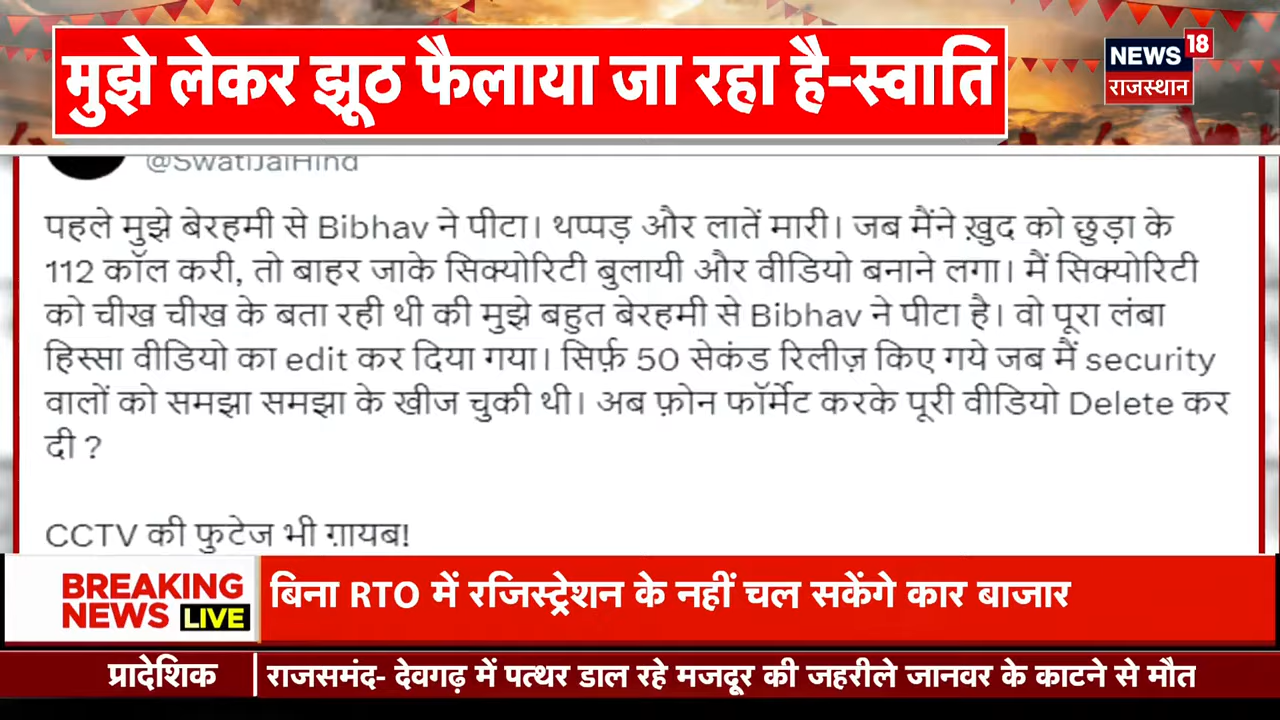 मुझे लेकर झूठ फैलाया जा रहा है-स्वाति
NEWS 18
राजस्थान
@SwatiJaiHind
पहले मुझे बेरहमी से Bibhav ने पीटा। थप्पड़ और लातें मारी। जब मैंने ख़ुद को छुड़ा के
112 कॉल करी, तो बाहर जाके सिक्योरिटी बुलायी और वीडियो बनाने लगा। मैं सिक्योरिटी
को चीख चीख के बता रही थी की मुझे बहुत बेरहमी से Bibhav ने पीटा है। वो पूरा लंबा
हिस्सा वीडियो का edit कर दिया गया। सिर्फ़ 50 सेकंड रिलीज़ किए गये जब मैं security
वालों को समझा समझा के खीज चुकी थी। अब फ़ोन फॉर्मेट करके पूरी वीडियो Delete कर
दी ?
CCTV की फुटेज भी ग़ायब!
BREAKING
NEWS LIVE
बिना RTO में रजिस्ट्रेशन के नहीं चल सकेंगे कार बाजार
प्रादेशिक
राजसमंद- देवगढ़ में पत्थर डाल रहे मजदूर की जहरीले जानवर के काटने से मौत